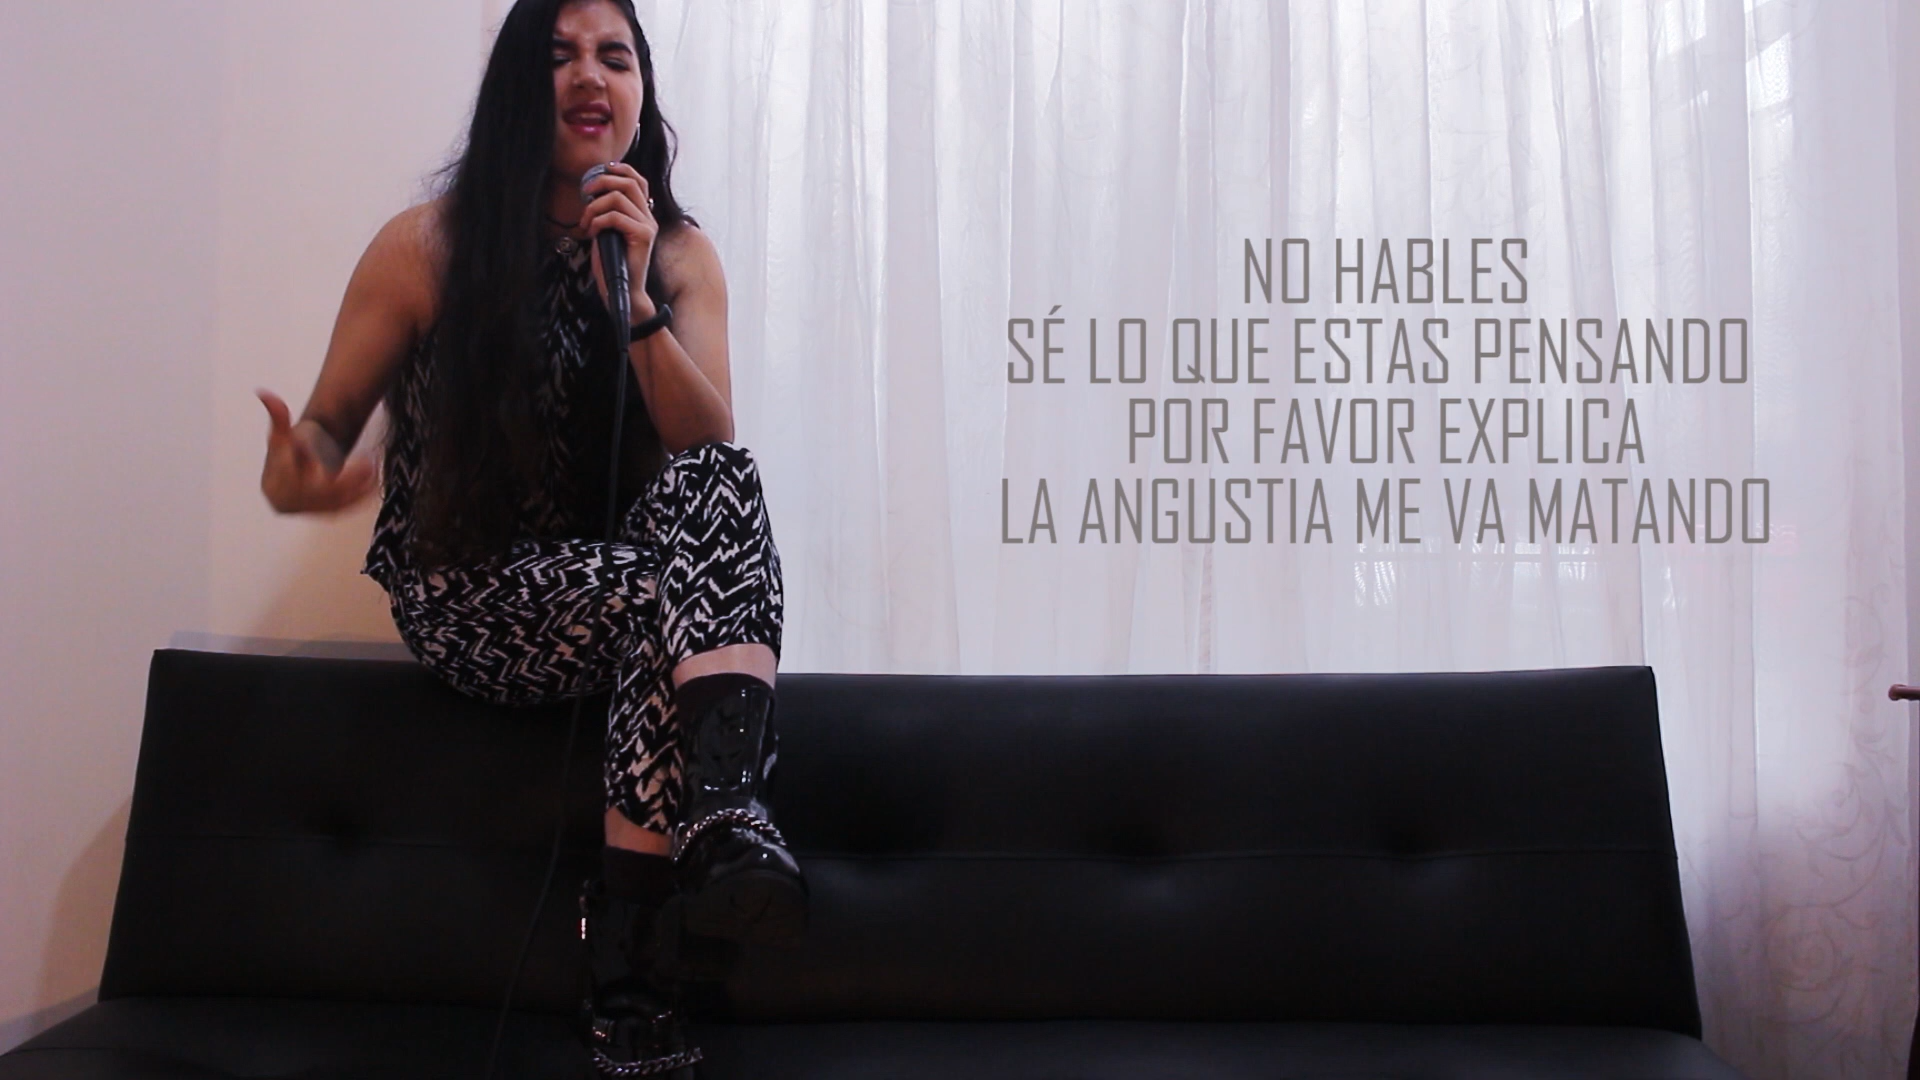 NO HABLES
SÉ LO QUE ESTAS PENSANDO
POR FAVOR EXPLICA
LA ANGUSTIA ME VA MATANDO